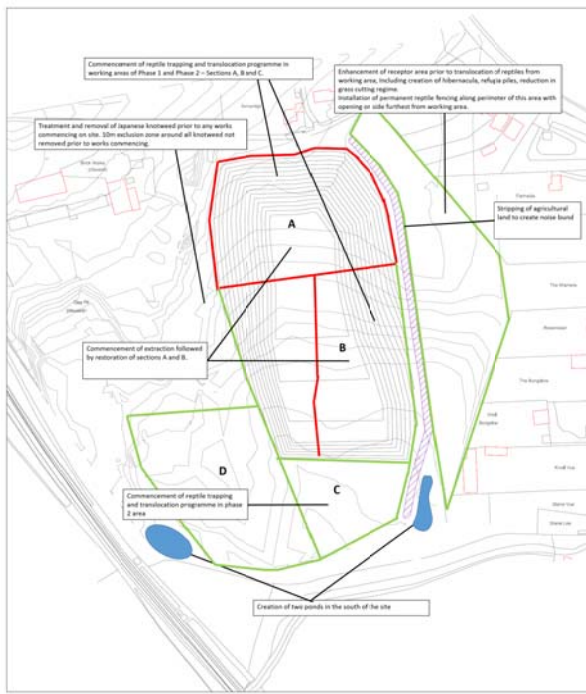 Commencement of reptile trapping and translocation programme in
working areas of Phase 1 and Phase 2 – Sections A, B and C.
Enhancement of receptor area prior to translocation of reptiles from
working area, Including creation of hibernacula, refugia piles, reduction in
grass cutting regime.
Installation of permanent reptile fencing along perimeter of this area with
opening or side furthest from working area.
Treatment and removal of Japanese knotweed prior to any works
commencing on site. 10m exclusion zone around all knotweed not
removed prior to works commencing.
Stripping of agricultural
land to create noise bund
A
Commencement of extraction followed
by restoration of sections A and B.
B
The Bungalow
D
C
Commencement of reptile trapping
and translocation programme in phase
2 area
Creation of two ponds in the south of the site